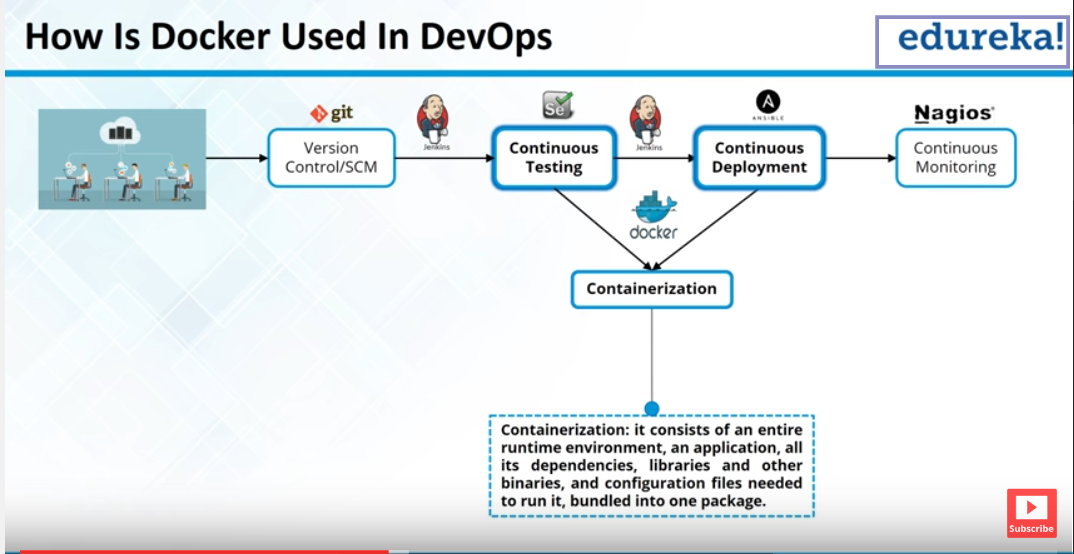 How Is Docker Used In DevOps
edureka!
git
Jenkins
Se
Jenkins
A
ANSIBLE
Nagios®
Version
Control/SCM
Continuous
Testing
Continuous
Deployment
Continuous
Monitoring
docker
Containerization
Containerization: it consists of an entire
runtime environment, an application, all
its dependencies, libraries and other
binaries, and configuration files needed
to run it, bundled into one package.
Subscribe